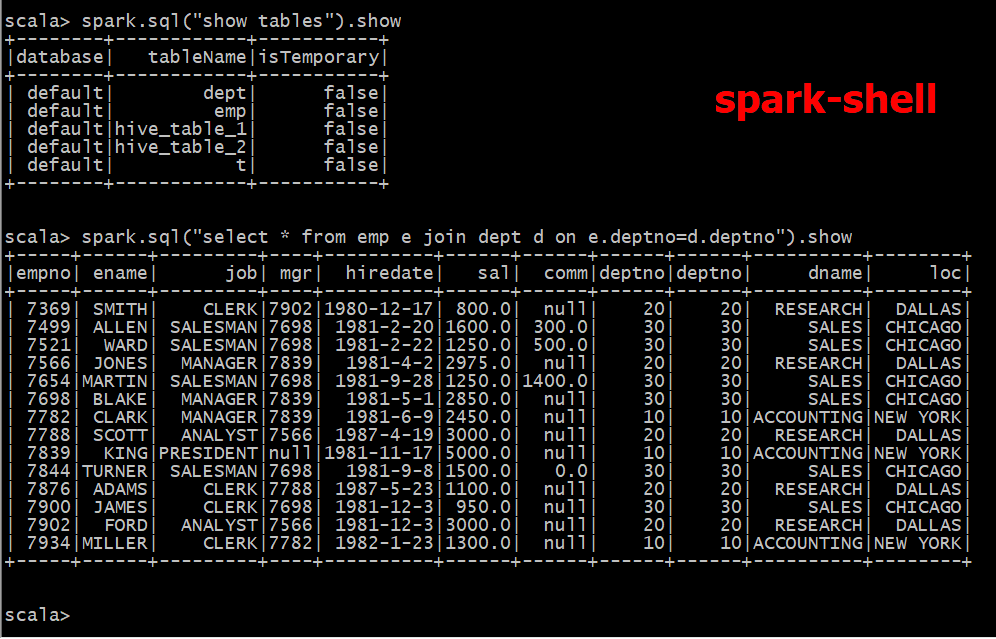 scala> spark.sql("show tables").show
+--------+------------+-----------+
|database|   tableName|isTemporary|
+--------+------------+-----------+
| default|        dept|      false|
| default|         emp|      false|
| default|hive_table_1|      false|
| default|hive_table_2|      false|
| default|           t|      false|
+--------+------------+-----------+
spark-shell
scala> spark.sql("select * from emp e join dept d on e.deptno=d.deptno").show
+-----+------+---------+----+----------+------+------+------+------+----------+--------+
|empno| ename|      job| mgr|  hiredate|   sal|  comm|deptno|deptno|     dname|     loc|
+-----+------+---------+----+----------+------+------+------+------+----------+--------+
| 7369| SMITH|    CLERK|7902|1980-12-17| 800.0|  null|    20|    20|  RESEARCH|  DALLAS|
| 7499| ALLEN| SALESMAN|7698| 1981-2-20|1600.0| 300.0|    30|    30|     SALES| CHICAGO|
| 7521|  WARD| SALESMAN|7698| 1981-2-22|1250.0| 500.0|    30|    30|     SALES| CHICAGO|
| 7566| JONES|  MANAGER|7839|  1981-4-2|2975.0|  null|    20|    20|  RESEARCH|  DALLAS|
| 7654|MARTIN| SALESMAN|7698| 1981-9-28|1250.0|1400.0|    30|    30|     SALES| CHICAGO|
| 7698| BLAKE|  MANAGER|7839|  1981-5-1|2850.0|  null|    30|    30|     SALES| CHICAGO|
| 7782| CLARK|  MANAGER|7839|  1981-6-9|2450.0|  null|    10|    10|ACCOUNTING|NEW YORK|
| 7788| SCOTT|  ANALYST|7566| 1987-4-19|3000.0|  null|    20|    20|  RESEARCH|  DALLAS|
| 7839|  KING|PRESIDENT|null|1981-11-17|5000.0|  null|    10|    10|ACCOUNTING|NEW YORK|
| 7844|TURNER| SALESMAN|7698|  1981-9-8|1500.0|   0.0|    30|    30|     SALES| CHICAGO|
| 7876| ADAMS|    CLERK|7788| 1987-5-23|1100.0|  null|    20|    20|  RESEARCH|  DALLAS|
| 7900| JAMES|    CLERK|7698| 1981-12-3| 950.0|  null|    30|    30|     SALES| CHICAGO|
| 7902|  FORD|  ANALYST|7566| 1981-12-3|3000.0|  null|    20|    20|  RESEARCH|  DALLAS|
| 7934|MILLER|    CLERK|7782| 1982-1-23|1300.0|  null|    10|    10|ACCOUNTING|NEW YORK|
+-----+------+---------+----+----------+------+------+------+------+----------+--------+
scala>